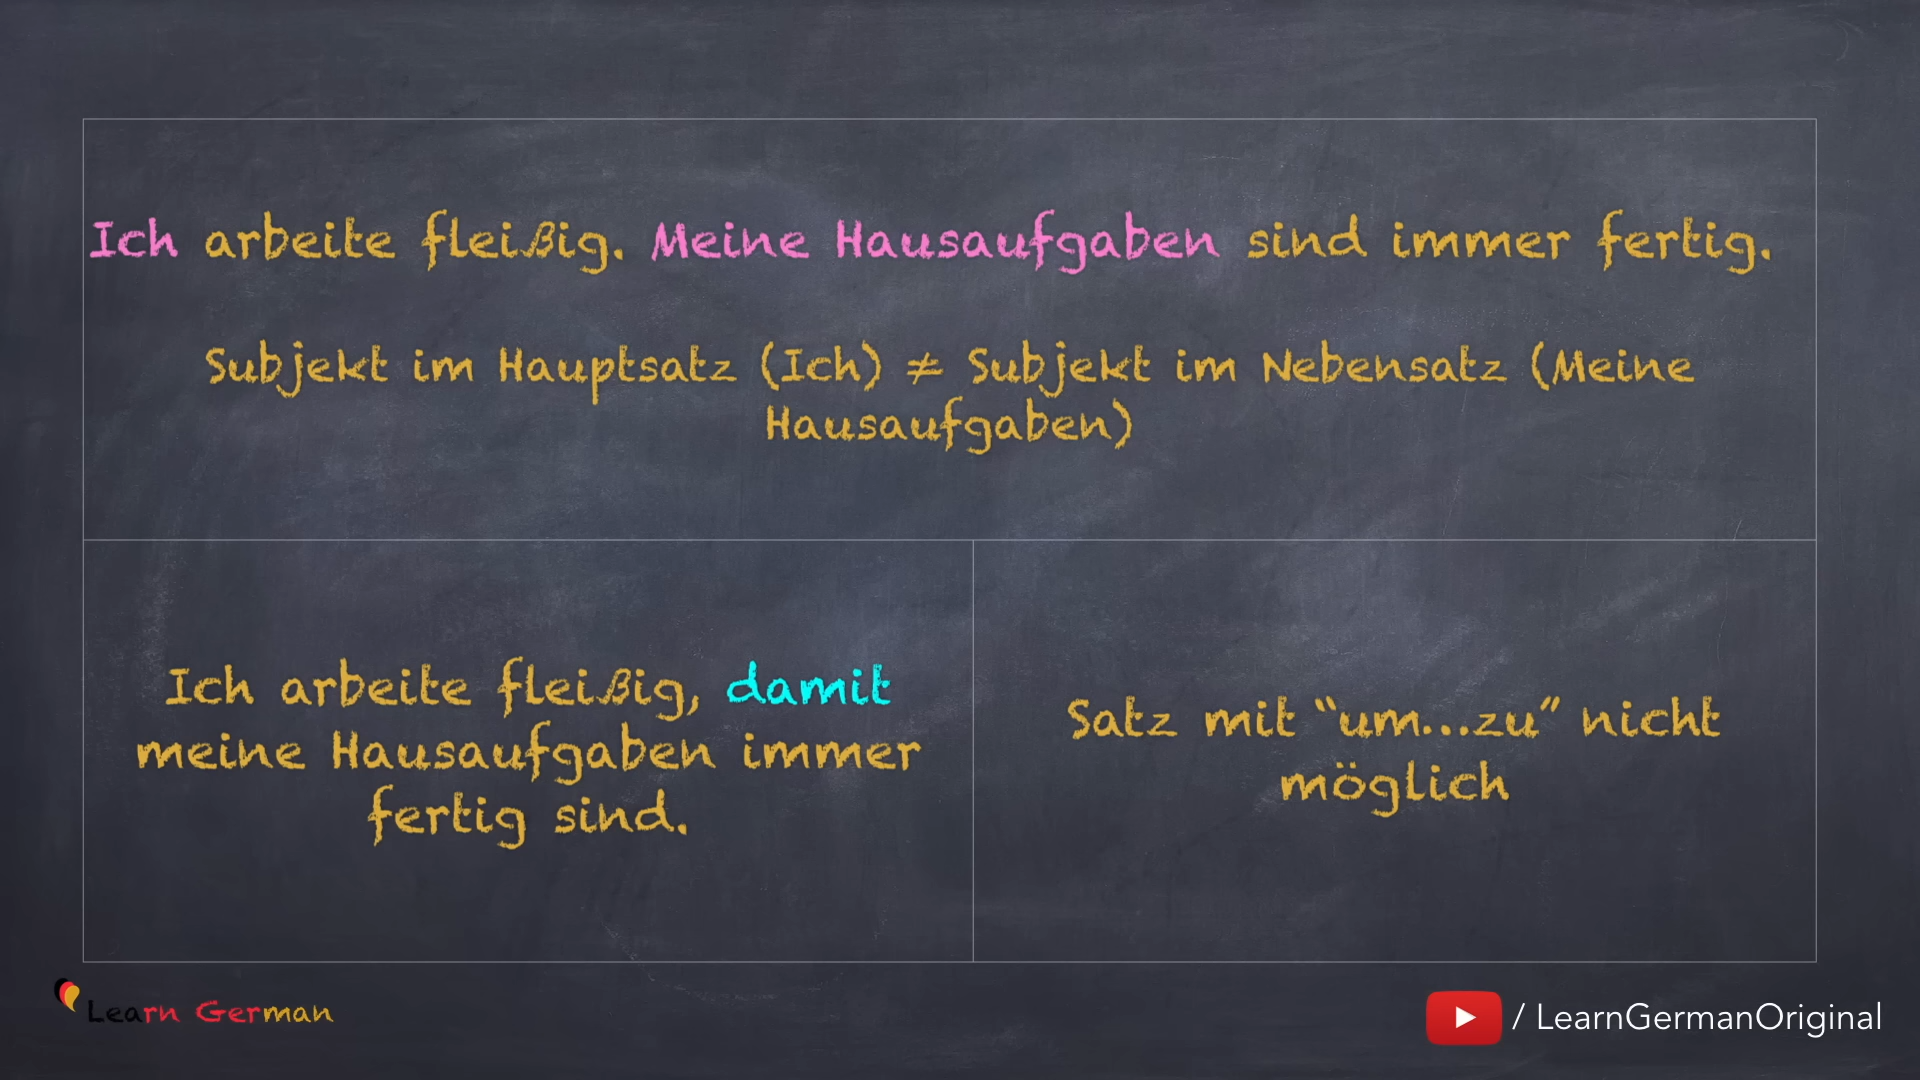 Ich arbeite fleißig. Meine Hausaufgaben sind immer fertig.
Subjekt im Hauptsatz (Ich) ≠ Subjekt im Nebensatz (Meine
Hausaufgaben)
Ich arbeite fleißig, damit
meine Hausaufgaben immer
fertig sind.
Satz mit “um...zu” nicht
möglich
Learn German
/ LearnGermanOriginal